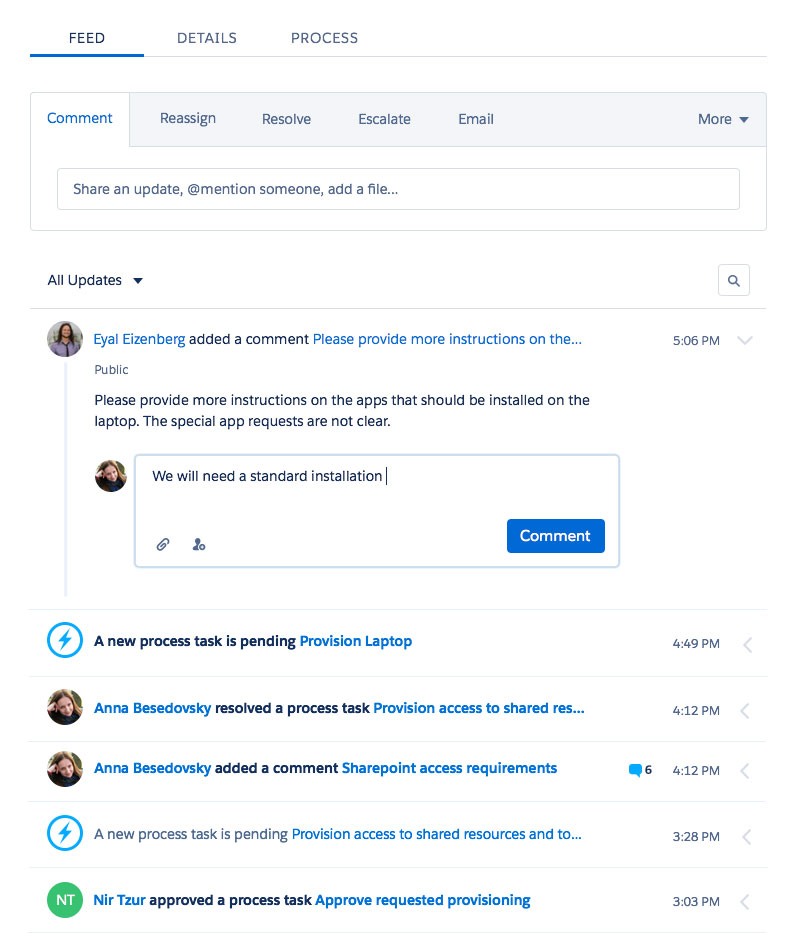 FEED DETAILS PROCESS
Comment Reassign Resolve Escalate Email More
Share an update, @mention someone, add a file...
All Updates
Eyal Eizenberg added a comment Please provide more instructions on the... 5:06 PM
Public
Please provide more instructions on the apps that should be installed on the
laptop. The special app requests are not clear.
We will need a standard installation
Comment
A new process task is pending Provision Laptop 4:49 PM
Anna Besedovsky resolved a process task Provision access to shared res... 4:12 PM
Anna Besedovsky added a comment Sharepoint access requirements 6 4:12 PM
A new process task is pending Provision access to shared resources and to... 3:28 PM
NT Nir Tzur approved a process task Approve requested provisioning 3:03 PM